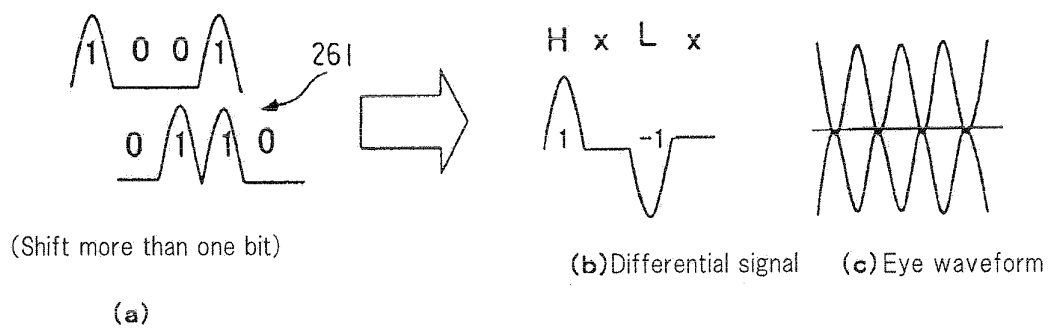 1 0 0 1
261
0 1 1 0
(Shift more than one bit)
(a)
H x L x
1 -1
(b) Differential signal
(c) Eye waveform